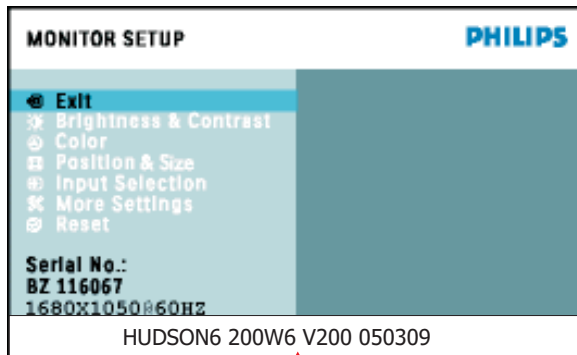 MONITOR SETUP
PHILIPS
Exit
Brightness & Contrast
Color
Position & Size
Input Selection
More Settings
Reset
Serial No.:
BZ 116067
1680X1050@60HZ
HUDSON6 200W6 V200 050309